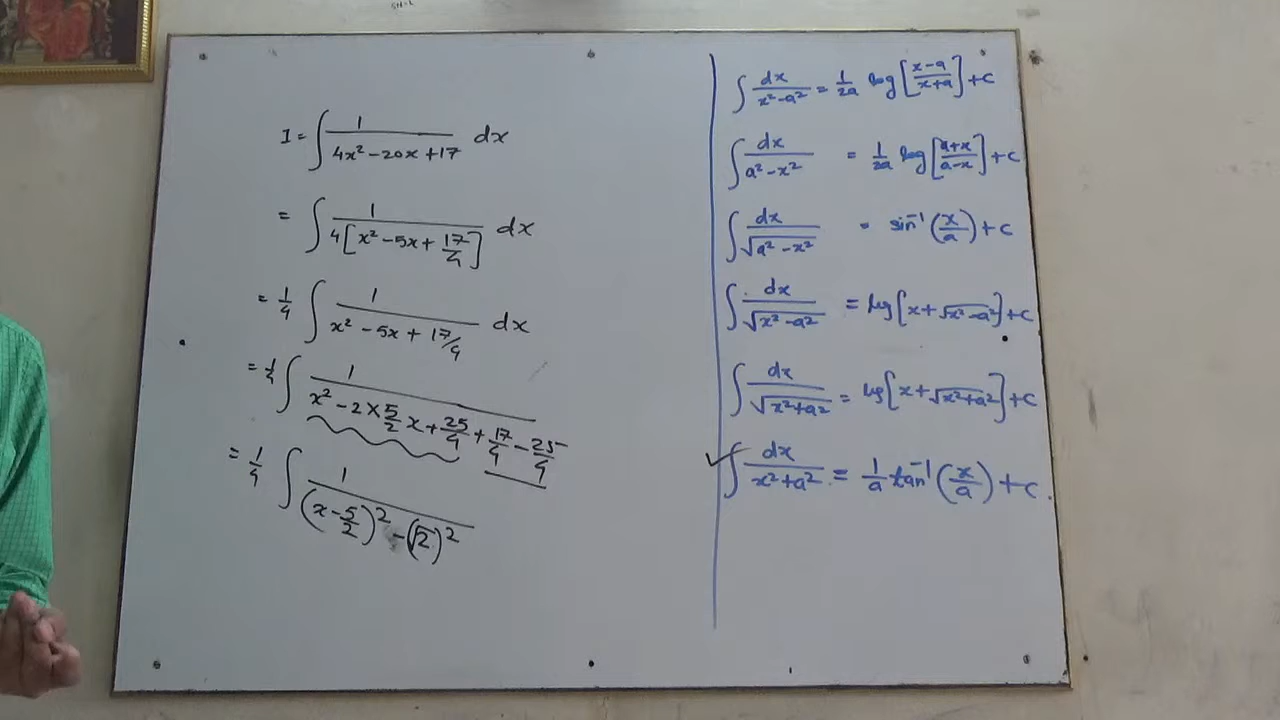 I = ∫ 1/(4x² - 20x + 17) dx
= ∫ 1/(4[x² - 5x + 17/4]) dx
= 1/4 ∫ 1/(x² - 5x + 17/4) dx
= 1/4 ∫ 1/(x² - 2 × 5/2 x + 25/4 + 17/4 - 25/4)
= 1/4 ∫ 1/((x - 5/2)² - (√2)²)
∫ dx/(x² - a²) = 1/2a log[(x-a)/(x+a)] + c
∫ dx/(a² - x²) = 1/2a log[(a+x)/(a-x)] + c
∫ dx/√(a² - x²) = sin⁻¹(x/a) + c
∫ dx/√(x² - a²) = log[x + √(x² - a²)] + c
∫ dx/√(x² + a²) = log[x + √(x² + a²)] + c
✓ ∫ dx/(x² + a²) = 1/a tan⁻¹(x/a) + c.